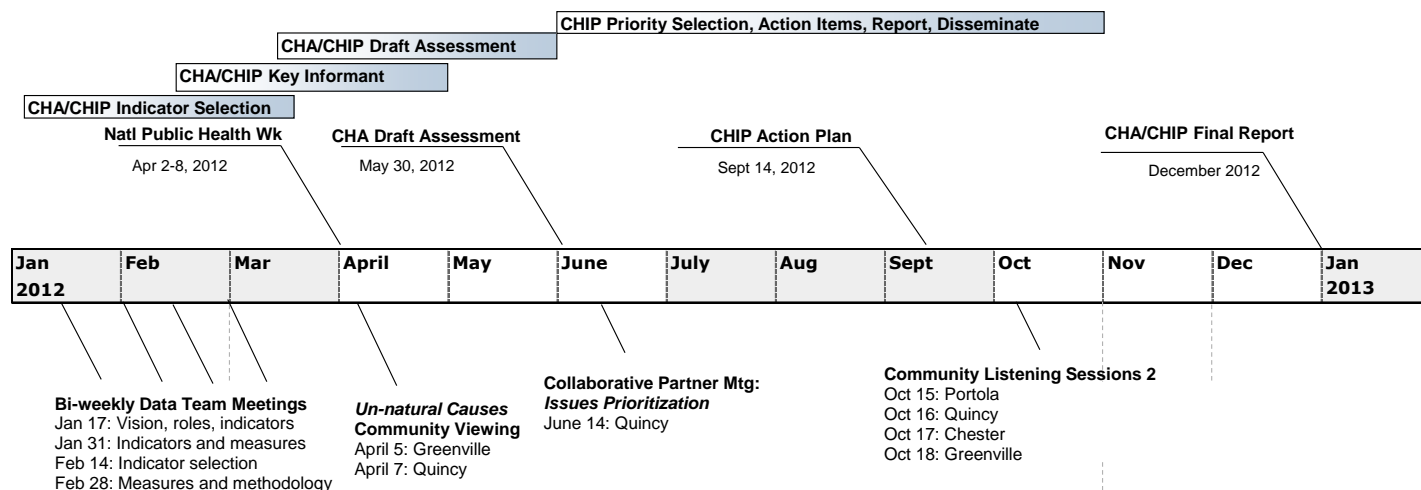 CHIP Priority Selection, Action Items, Report, Disseminate
CHA/CHIP Draft Assessment
CHA/CHIP Key Informant
CHA/CHIP Indicator Selection
Natl Public Health Wk
Apr 2-8, 2012
CHA Draft Assessment
May 30, 2012
CHIP Action Plan
Sept 14, 2012
CHA/CHIP Final Report
December 2012
Jan
2012
Feb
Mar
April
May
June
July
Aug
Sept
Oct
Nov
Dec
Jan
2013
Bi-weekly Data Team Meetings
Jan 17: Vision, roles, indicators
Jan 31: Indicators and measures
Feb 14: Indicator selection
Feb 28: Measures and methodology
Un-natural Causes
Community Viewing
April 5: Greenville
April 7: Quincy
Collaborative Partner Mtg:
Issues Prioritization
June 14: Quincy
Community Listening Sessions 2
Oct 15: Portola
Oct 16: Quincy
Oct 17: Chester
Oct 18: Greenville